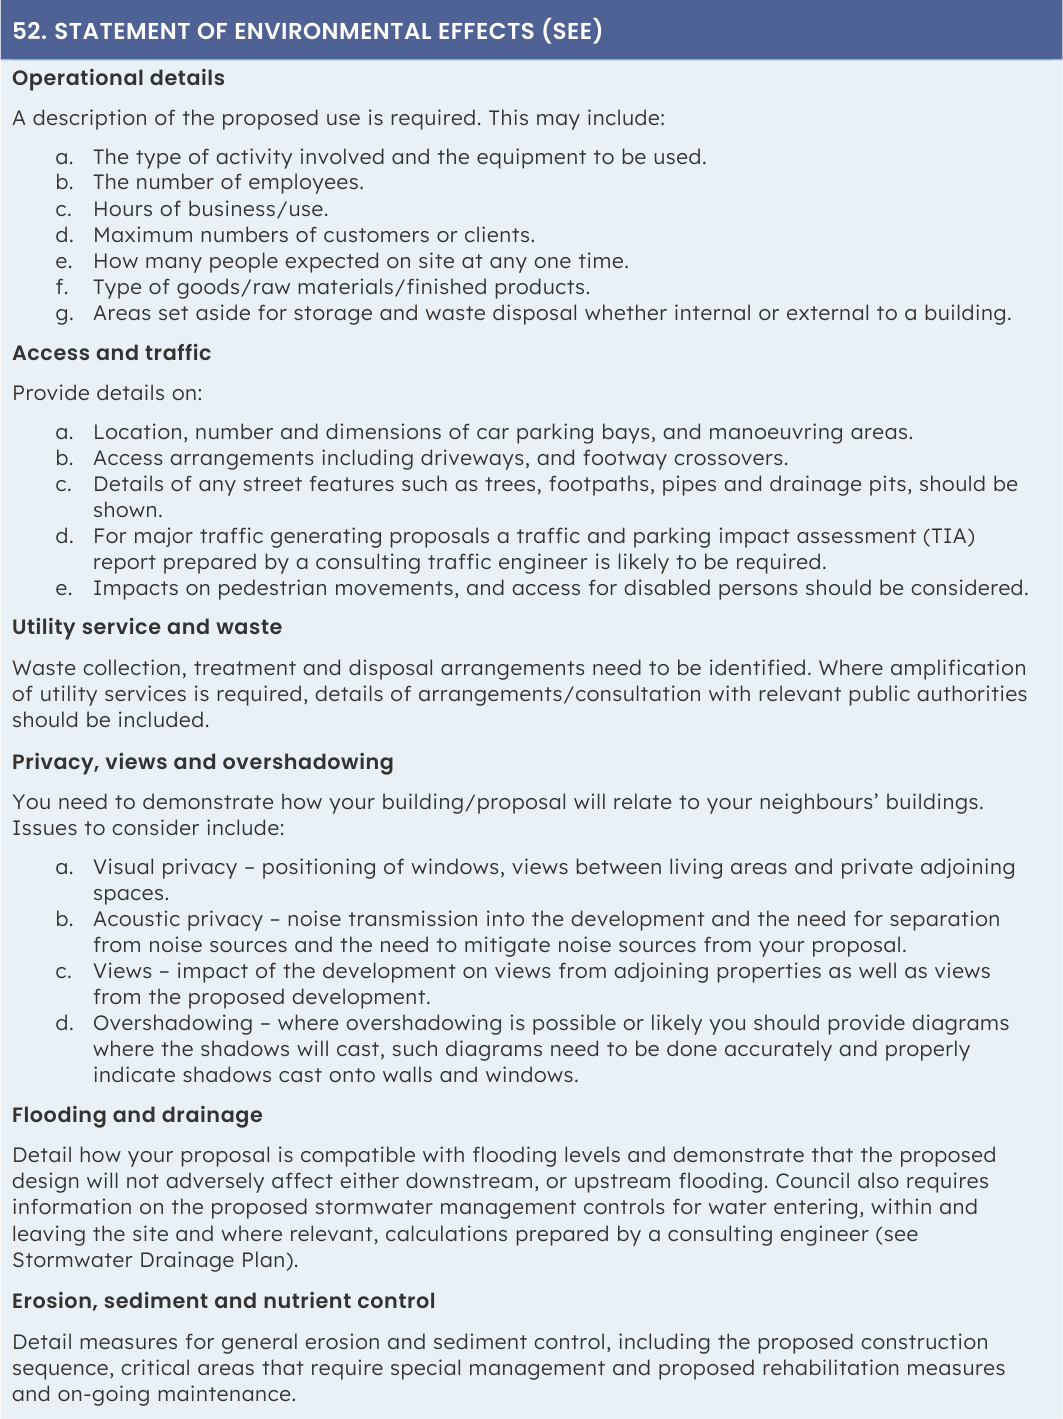 52. STATEMENT OF ENVIRONMENTAL EFFECTS (SEE)
Operational details
A description of the proposed use is required. This may include:
a. The type of activity involved and the equipment to be used.
b. The number of employees.
c. Hours of business/use.
d. Maximum numbers of customers or clients.
e. How many people expected on site at any one time.
f. Type of goods/raw materials/finished products.
g. Areas set aside for storage and waste disposal whether internal or external to a building.
Access and traffic
Provide details on:
a. Location, number and dimensions of car parking bays, and manoeuvring areas.
b. Access arrangements including driveways, and footway crossovers.
c. Details of any street features such as trees, footpaths, pipes and drainage pits, should be
shown.
d. For major traffic generating proposals a traffic and parking impact assessment (TIA)
report prepared by a consulting traffic engineer is likely to be required.
e. Impacts on pedestrian movements, and access for disabled persons should be considered.
Utility service and waste
Waste collection, treatment and disposal arrangements need to be identified. Where amplification
of utility services is required, details of arrangements/consultation with relevant public authorities
should be included.
Privacy, views and overshadowing
You need to demonstrate how your building/proposal will relate to your neighbours’ buildings.
Issues to consider include:
a. Visual privacy – positioning of windows, views between living areas and private adjoining
spaces.
b. Acoustic privacy – noise transmission into the development and the need for separation
from noise sources and the need to mitigate noise sources from your proposal.
c. Views – impact of the development on views from adjoining properties as well as views
from the proposed development.
d. Overshadowing – where overshadowing is possible or likely you should provide diagrams
where the shadows will cast, such diagrams need to be done accurately and properly
indicate shadows cast onto walls and windows.
Flooding and drainage
Detail how your proposal is compatible with flooding levels and demonstrate that the proposed
design will not adversely affect either downstream, or upstream flooding. Council also requires
information on the proposed stormwater management controls for water entering, within and
leaving the site and where relevant, calculations prepared by a consulting engineer (see
Stormwater Drainage Plan).
Erosion, sediment and nutrient control
Detail measures for general erosion and sediment control, including the proposed construction
sequence, critical areas that require special management and proposed rehabilitation measures
and on-going maintenance.